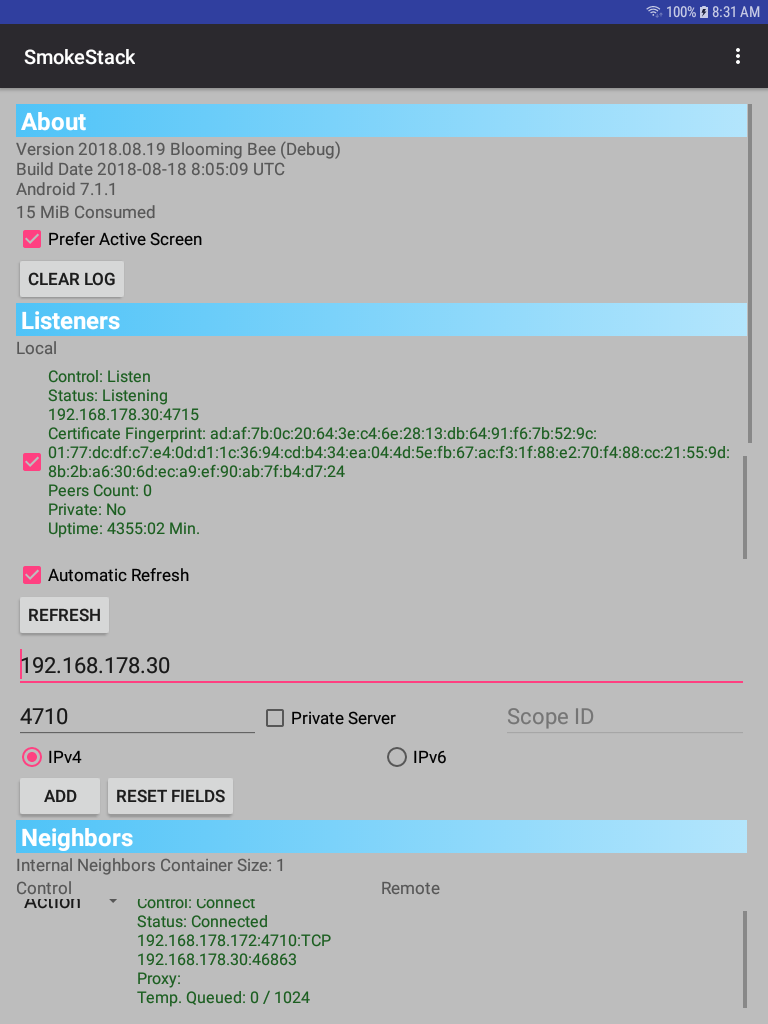 100% 8:31 AM
SmokeStack
About
Version 2018.08.19 Blooming Bee (Debug)
Build Date 2018-08-18 8:05:09 UTC
Android 7.1.1
15 MiB Consumed
Prefer Active Screen
CLEAR LOG
Listeners
Local
Control: Listen
Status: Listening
192.168.178.30:4715
Certificate Fingerprint: ad:af:7b:0c:20:64:3e:c4:6e:28:13:db:64:91:f6:7b:52:9c:
01:77:dc:df:c7:e4:0d:d1:1c:36:94:cd:b4:34:ea:04:4d:5e:fb:67:ac:f3:1f:88:e2:70:f4:88:cc:21:55:9d:
8b:2b:a6:30:6d:ec:a9:ef:90:ab:7f:b4:d7:24
Peers Count: 0
Private: No
Uptime: 4355:02 Min.
Automatic Refresh
REFRESH
192.168.178.30
4710 Private Server Scope ID
IPv4 IPv6
ADD RESET FIELDS
Neighbors
Internal Neighbors Container Size: 1
Control Remote
Action Control: Connect
Status: Connected
192.168.178.172:4710:TCP
192.168.178.30:46863
Proxy:
Temp. Queued: 0 / 1024